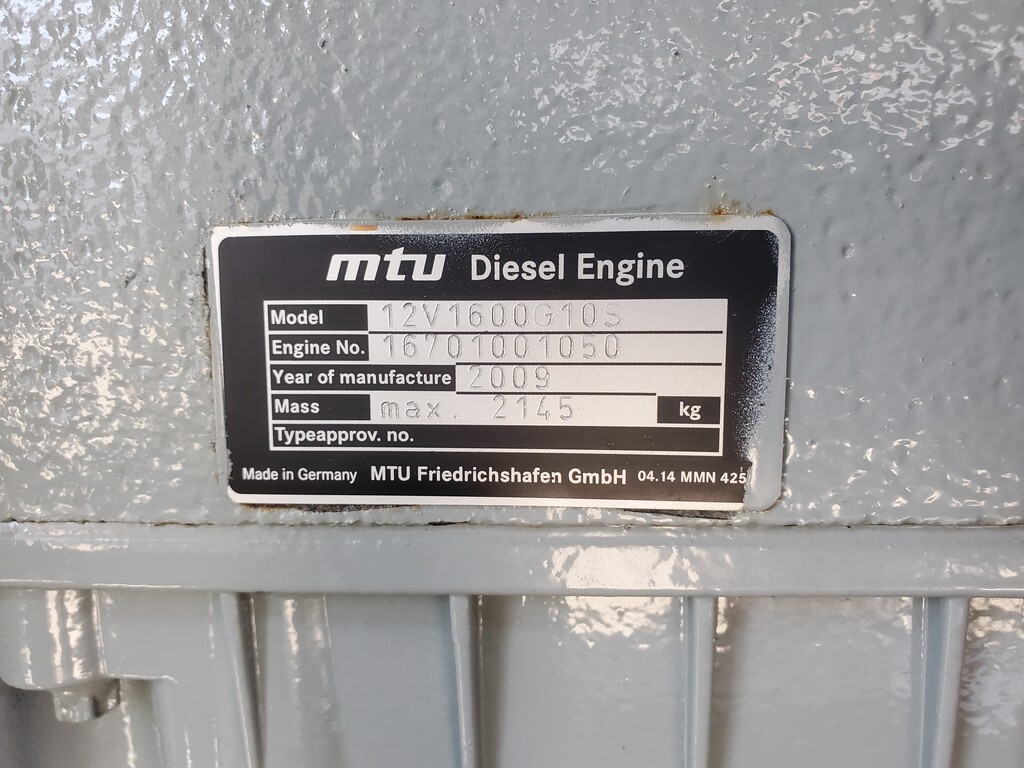 mtu Diesel Engine
Model 12V1600G10S
Engine No. 16701001050
Year of manufacture 2009
Mass max. 2145 kg
Typeapprov. no.
Made in Germany MTU Friedrichshafen GmbH 04.14 MMN 425